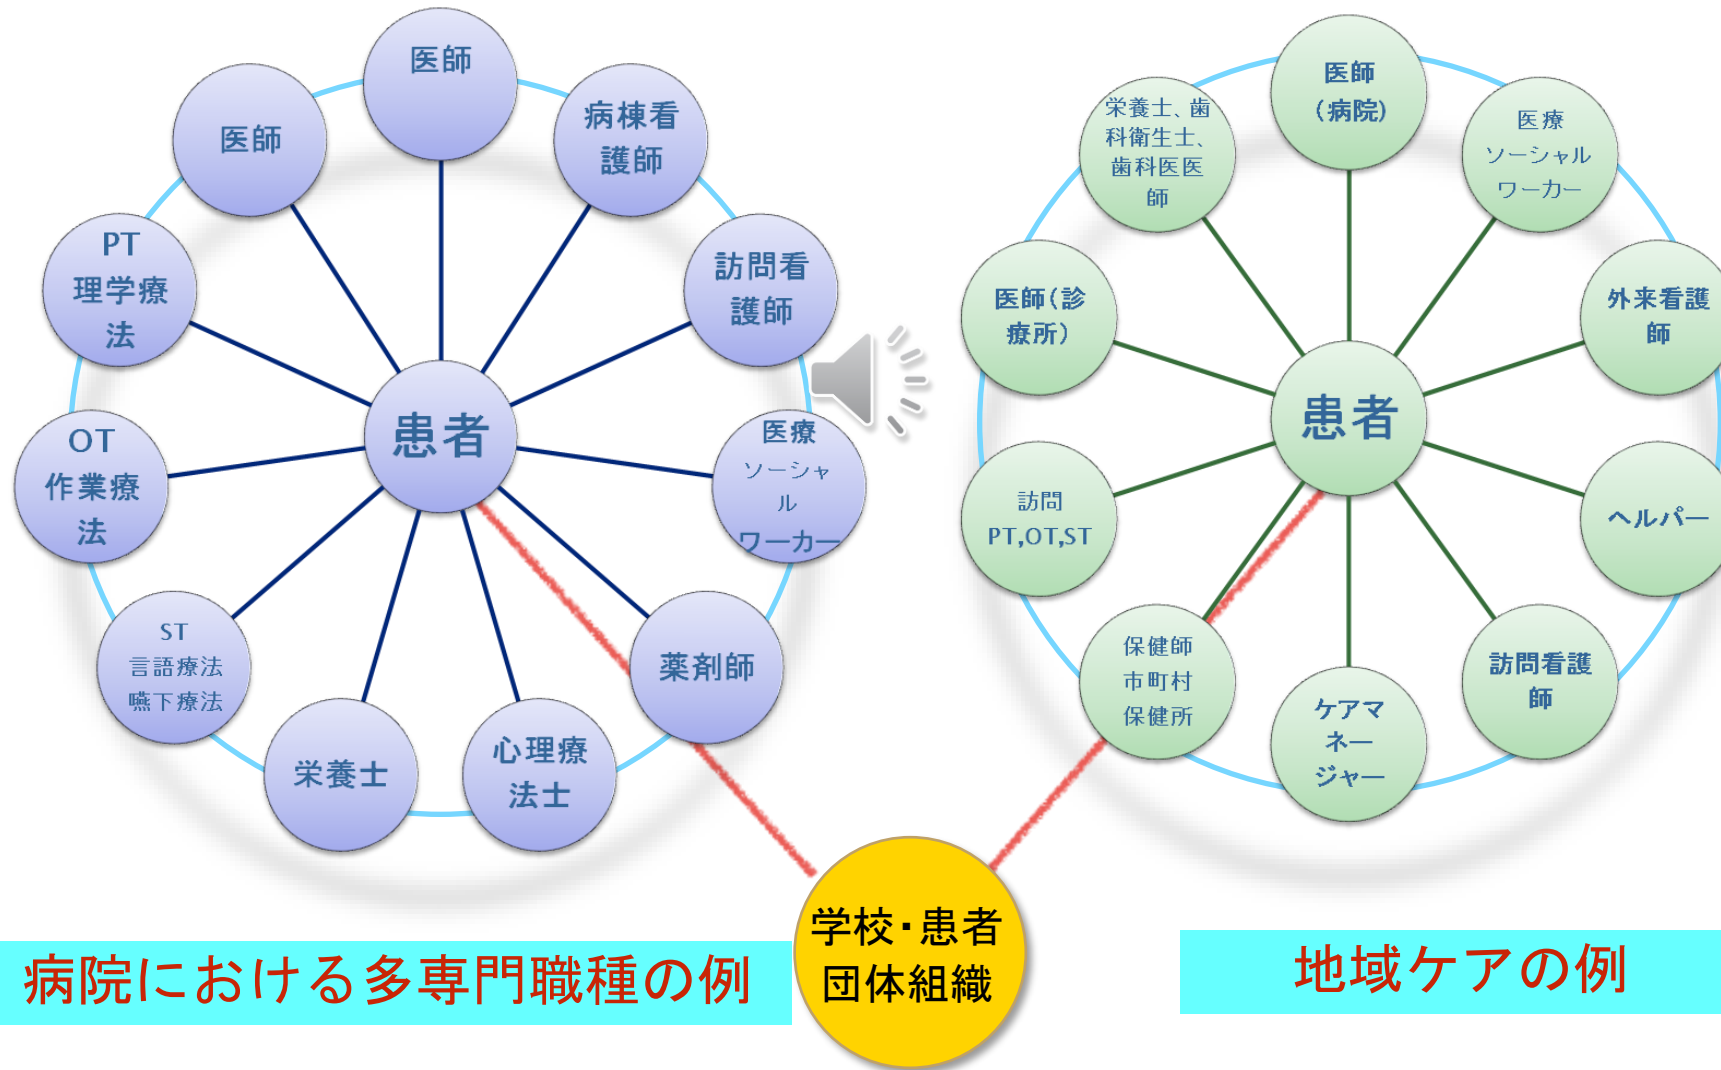 医師
病棟看
護師
訪問看
護師
医療
ソーシャ
ル
ワーカー
薬剤師
心理療
法士
栄養士
ST
言語療法
嚥下療法
OT
作業療
法
PT
理学療
法
医師
患者
医師
(病院)
医療
ソーシャル
ワーカー
外来看護
師
ヘルパー
訪問看護
師
ケアマ
ネー
ジャー
保健師
市町村
保健所
訪問
PT,OT,ST
医師(診
療所)
栄養士、歯
科衛生士、
歯科医医
師
患者
学校・患者
団体組織
病院における多専門職種の例
地域ケアの例